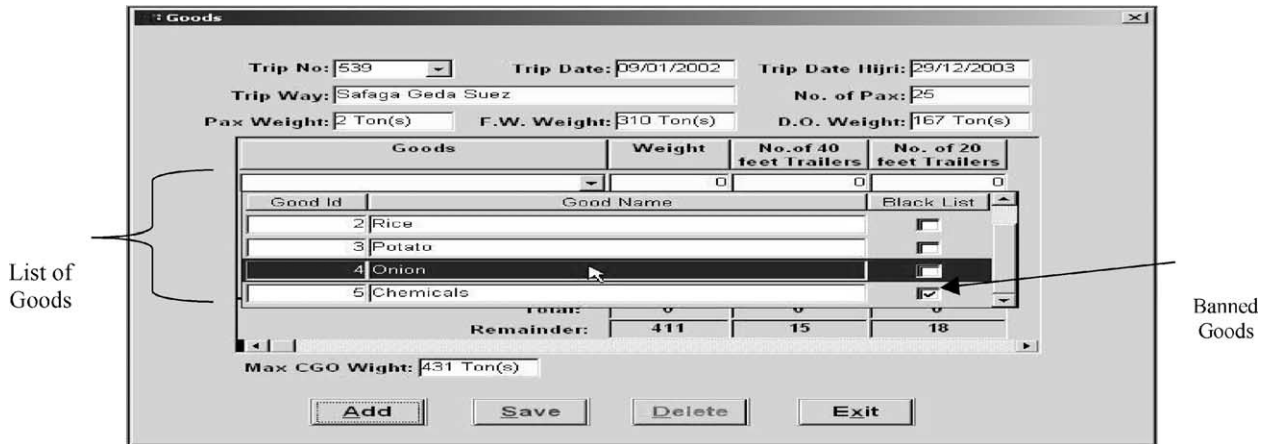 Goods
Trip No: 539 Trip Date: 09/01/2002 Trip Date Hijri: 29/12/2003
Trip Way: Safaga Geda Suez No. of Pax: 25
Pax Weight: 2 Ton(s) F.W. Weight: 310 Ton(s) D.O. Weight: 167 Ton(s)
Goods Weight No.of 40 feet Trailers No. of 20 feet Trailers
0 0 0
Good Id Good Name Black List
2 Rice
3 Potato
4 Onion
5 Chemicals
Total: 0 0 0
Remainder: 411 15 18
Max CGO Wight: 431 Ton(s)
Add Save Delete Exit
List of
Goods
Banned
Goods